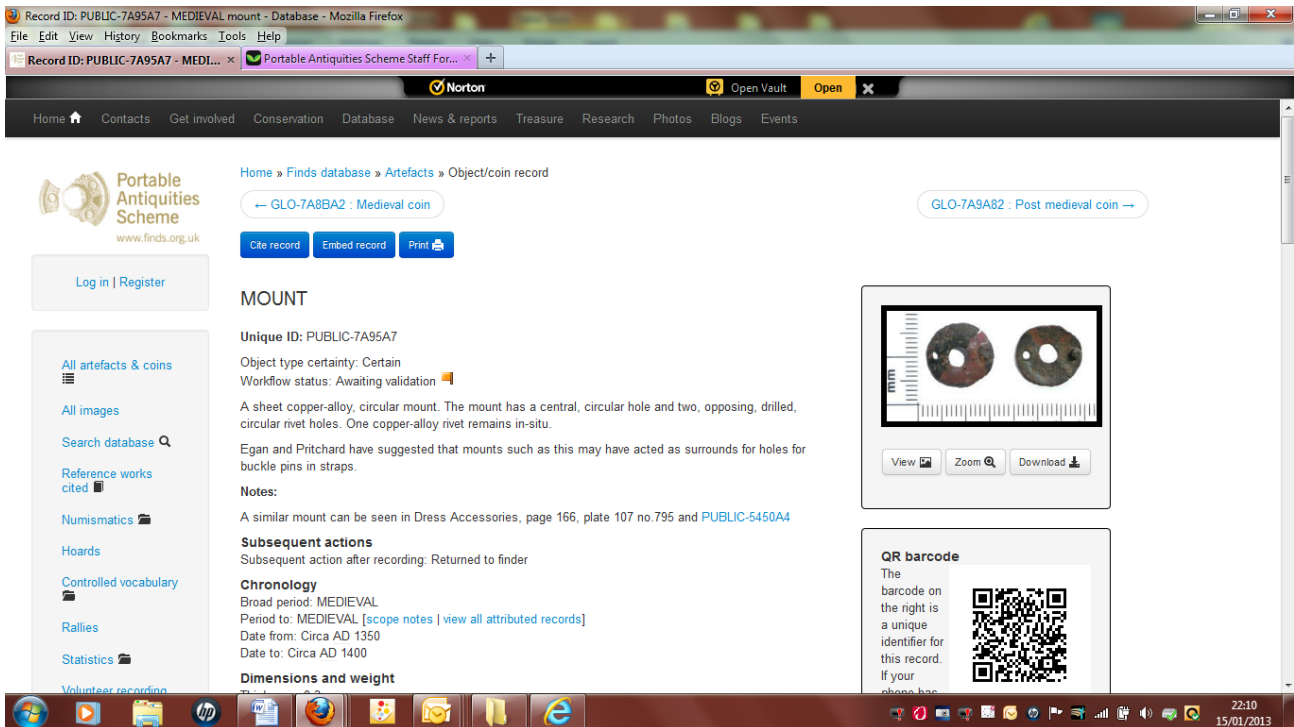 Record ID: PUBLIC-7A95A7 - MEDIEVAL mount - Database - Mozilla Firefox
File Edit View History Bookmarks Tools Help
Record ID: PUBLIC-7A95A7 - MEDI... × Portable Antiquities Scheme Staff For... × +
Norton Open Vault Open
Home Contacts Get involved Conservation Database News & reports Treasure Research Photos Blogs Events
Portable
Antiquities
Scheme
www.finds.org.uk
Log in | Register
All artefacts & coins
All images
Search database
Reference works
cited
Numismatics
Hoards
Controlled vocabulary
Rallies
Statistics
Volunteer recording
Home » Finds database » Artefacts » Object/coin record
← GLO-7A8BA2 : Medieval coin
GLO-7A9A82 : Post medieval coin →
Cite record Embed record Print
MOUNT
Unique ID: PUBLIC-7A95A7
Object type certainty: Certain
Workflow status: Awaiting validation
A sheet copper-alloy, circular mount. The mount has a central, circular hole and two, opposing, drilled,
circular rivet holes. One copper-alloy rivet remains in-situ.
Egan and Pritchard have suggested that mounts such as this may have acted as surrounds for holes for
buckle pins in straps.
Notes:
A similar mount can be seen in Dress Accessories, page 166, plate 107 no.795 and PUBLIC-5450A4
Subsequent actions
Subsequent action after recording: Returned to finder
Chronology
Broad period: MEDIEVAL
Period to: MEDIEVAL [scope notes | view all attributed records]
Date from: Circa AD 1350
Date to: Circa AD 1400
Dimensions and weight
View Zoom Download
QR barcode
The
barcode on
the right is
a unique
identifier for
this record.
If your
phone has
22:10
15/01/2013